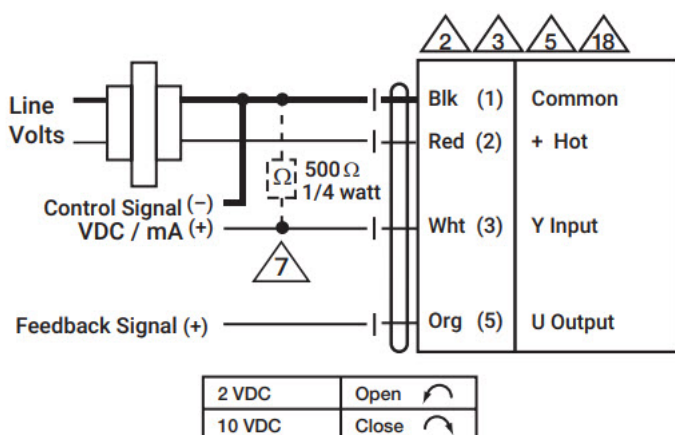 2 3 5 18
Line
Volts
Blk (1) Common
Red (2) + Hot
Ω 500 Ω
1/4 watt
Control Signal (−)
VDC / mA (+)
Wht (3) Y Input
7
Feedback Signal (+)
Org (5) U Output
2 VDC Open
10 VDC Close